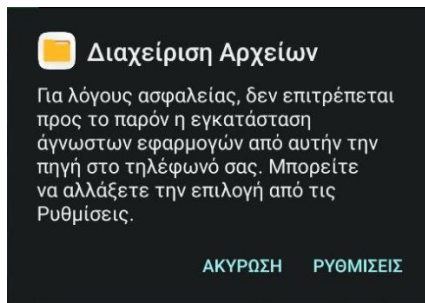 Διαχείριση Αρχείων
Για λόγους ασφαλείας, δεν επιτρέπεται
προς το παρόν η εγκατάσταση
άγνωστων εφαρμογών από αυτήν την
πηγή στο τηλέφωνό σας. Μπορείτε
να αλλάξετε την επιλογή από τις
Ρυθμίσεις.
ΑΚΥΡΩΣΗ ΡΥΘΜΙΣΕΙΣ